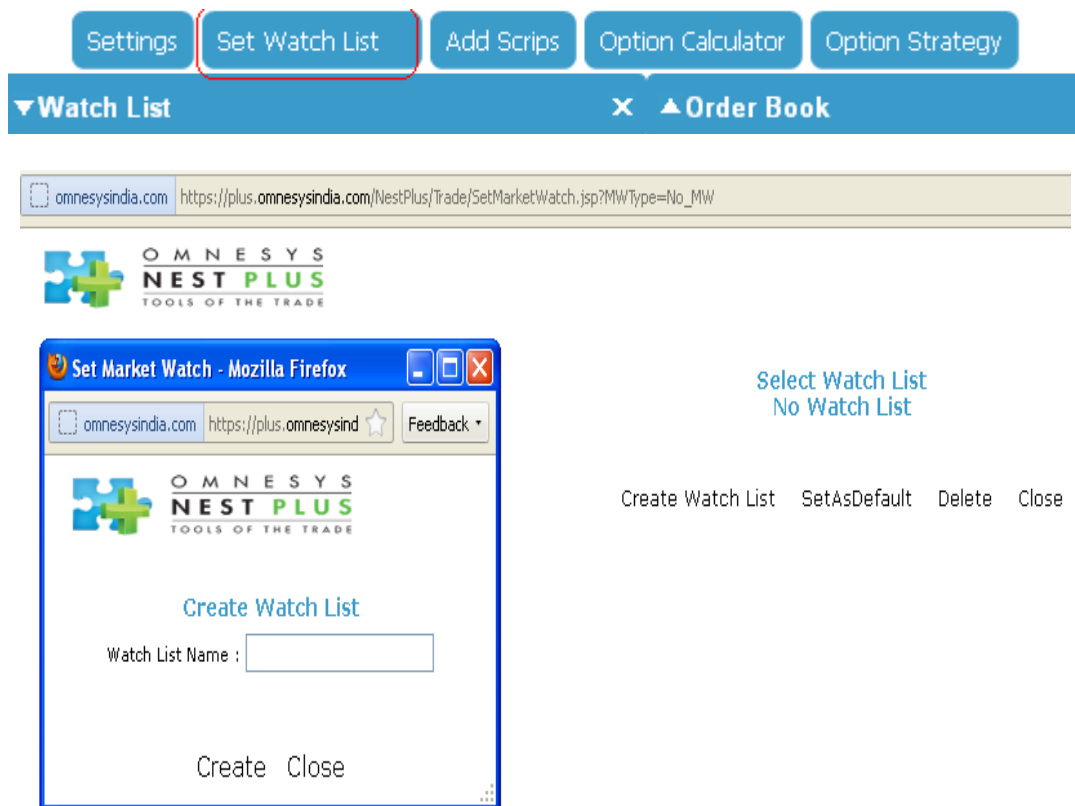 Settings Set Watch List Add Scrips Option Calculator Option Strategy
▼Watch List X ▲Order Book
omnesysindia.com https://plus.omnesysindia.com/NestPlus/Trade/SetMarketWatch.jsp?MWType=No_MW
OMNESYS
NEST PLUS
TOOLS OF THE TRADE
Set Market Watch - Mozilla Firefox
omnesysindia.com https://plus.omnesysind Feedback
OMNESYS
NEST PLUS
TOOLS OF THE TRADE
Create Watch List
Watch List Name :
Create Close
Select Watch List
No Watch List
Create Watch List SetAsDefault Delete Close